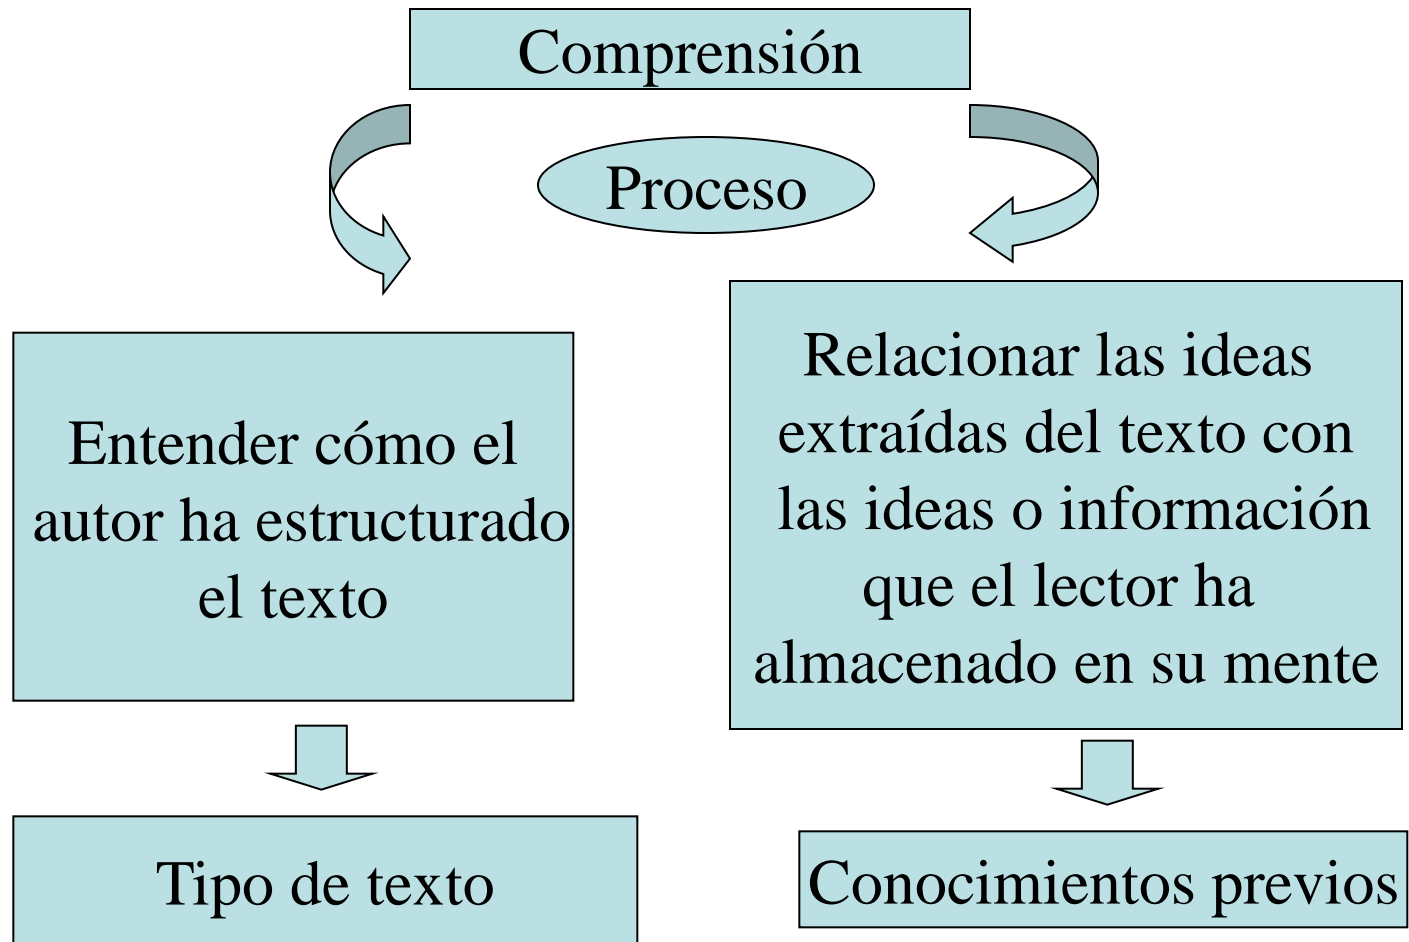 Comprensión
Proceso
Entender cómo el
autor ha estructurado
el texto
Relacionar las ideas
extraídas del texto con
las ideas o información
que el lector ha
almacenado en su mente
Tipo de texto
Conocimientos previos